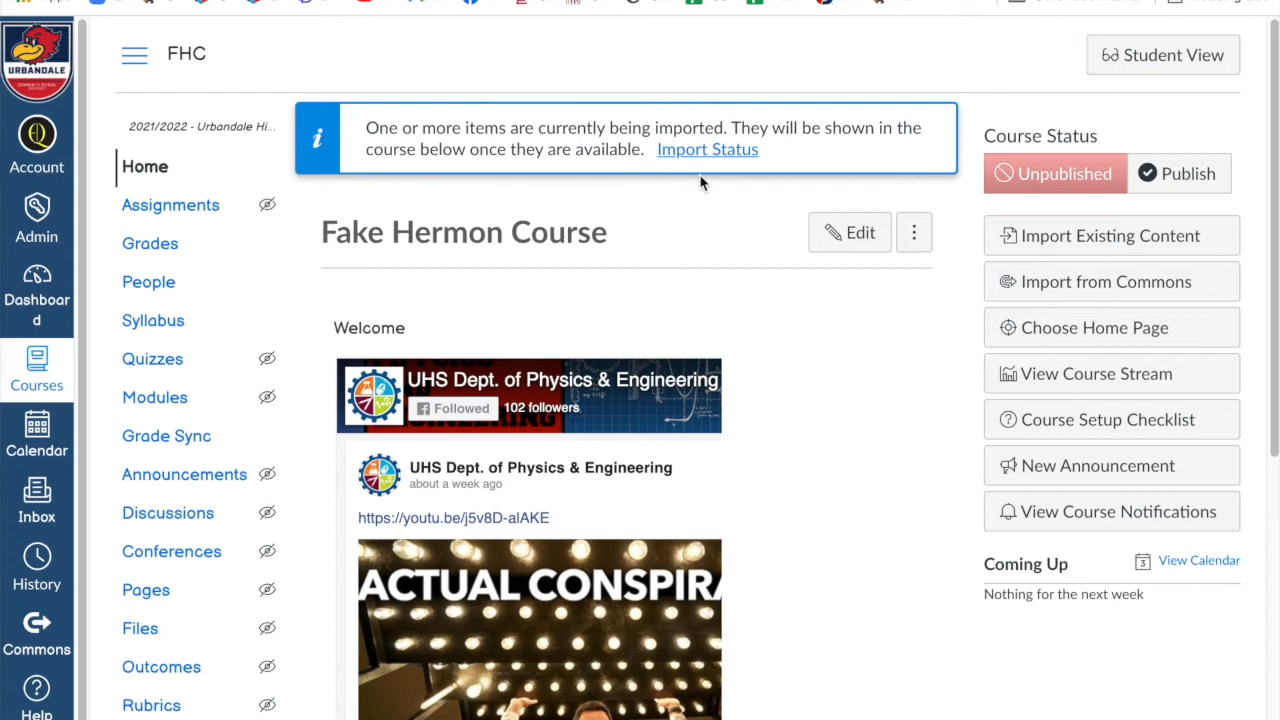 URBANDALE
COMMUNITY SCHOOL
DISTRICT
Account
Admin
Dashboar
d
Courses
Calendar
Inbox
History
Commons
Help
FHC
Student View
2021/2022 - Urbandale Hi...
Home
Assignments
Grades
People
Syllabus
Quizzes
Modules
Grade Sync
Announcements
Discussions
Conferences
Pages
Files
Outcomes
Rubrics
One or more items are currently being imported. They will be shown in the
course below once they are available. Import Status
Fake Hermon Course
Edit
Welcome
UHS Dept. of Physics & Engineering
Followed 102 followers
UHS Dept. of Physics & Engineering
about a week ago
https://youtu.be/j5v8D-alAKE
ACTUAL CONSPIRA
Course Status
Unpublished
Publish
Import Existing Content
Import from Commons
Choose Home Page
View Course Stream
Course Setup Checklist
New Announcement
View Course Notifications
Coming Up
3 View Calendar
Nothing for the next week